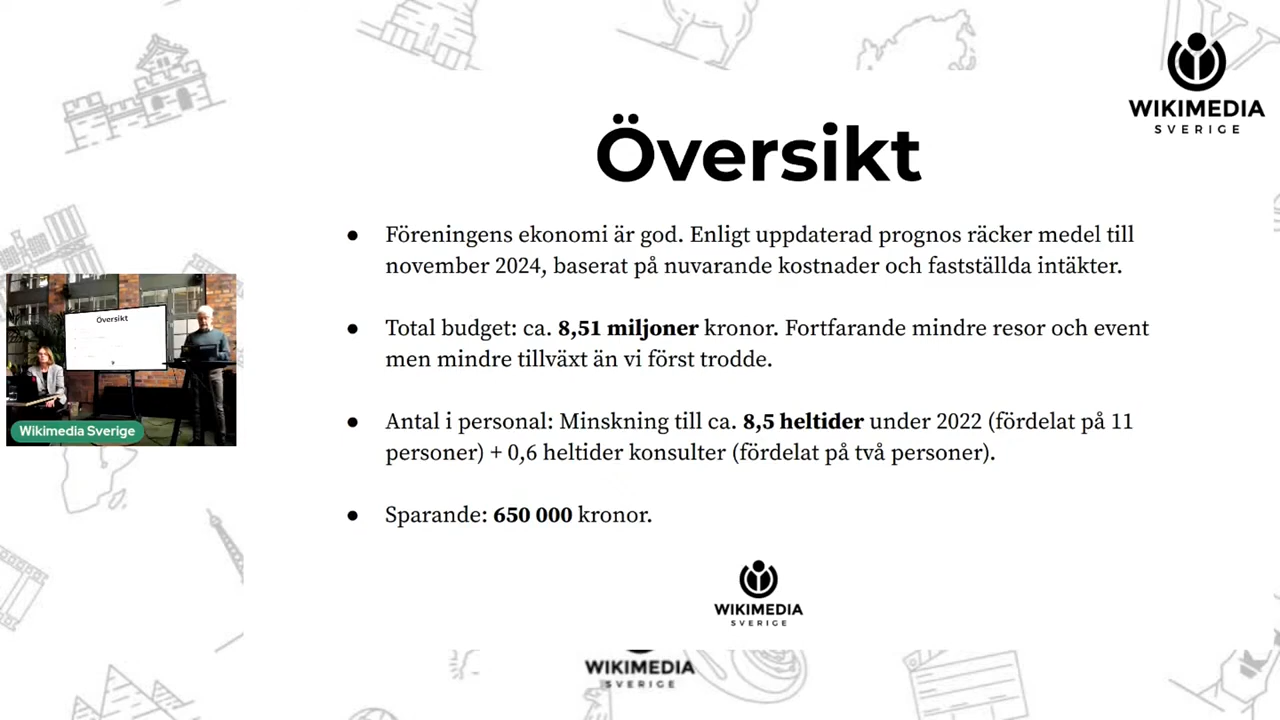 WIKIMEDIA
SVERIGE
Översikt
● Föreningens ekonomi är god. Enligt uppdaterad prognos räcker medel till
november 2024, baserat på nuvarande kostnader och fastställda intäkter.
● Total budget: ca. 8,51 miljoner kronor. Fortfarande mindre resor och event
men mindre tillväxt än vi först trodde.
● Antal i personal: Minskning till ca. 8,5 heltider under 2022 (fördelat på 11
personer) + 0,6 heltider konsulter (fördelat på två personer).
● Sparande: 650 000 kronor.
Översikt
Wikimedia Sverige
WIKIMEDIA
SVERIGE
WIKIMEDIA
SVERIGE